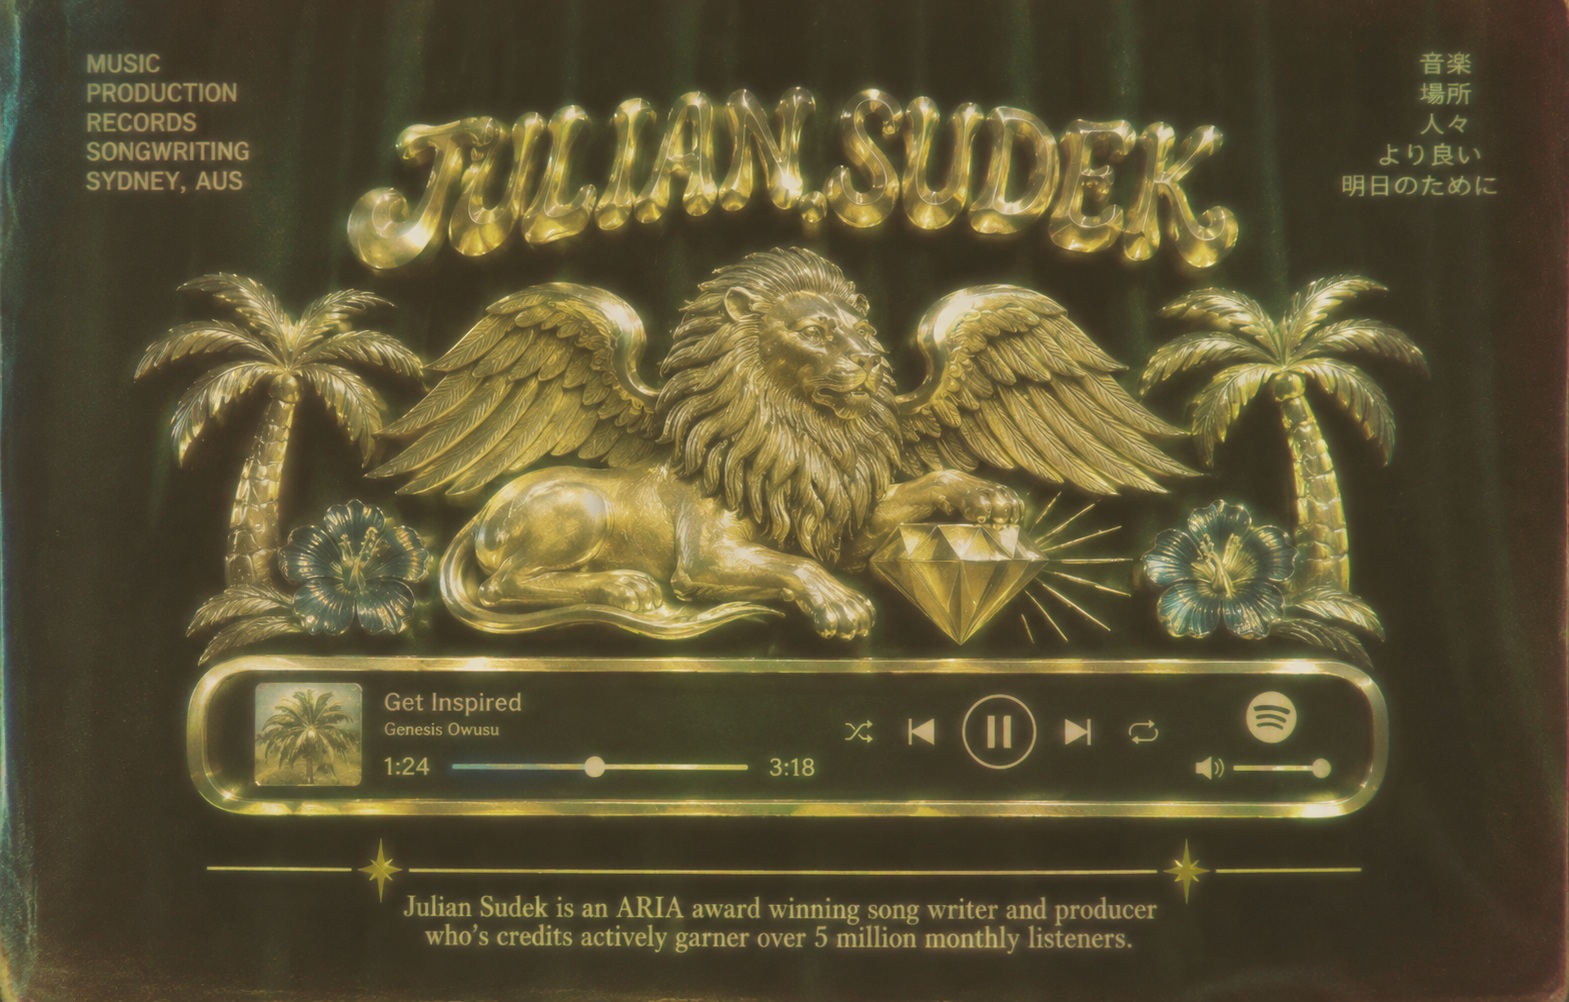 MUSIC
PRODUCTION
RECORDS
SONGWRITING
SYDNEY, AUS
音楽
場所
人々
より良い
明日のために
JULIAN.SUDEK
Get Inspired
Genesis Owusu
1:24
3:18
Julian Sudek is an ARIA award winning song writer and producer
who's credits actively garner over 5 million monthly listeners.